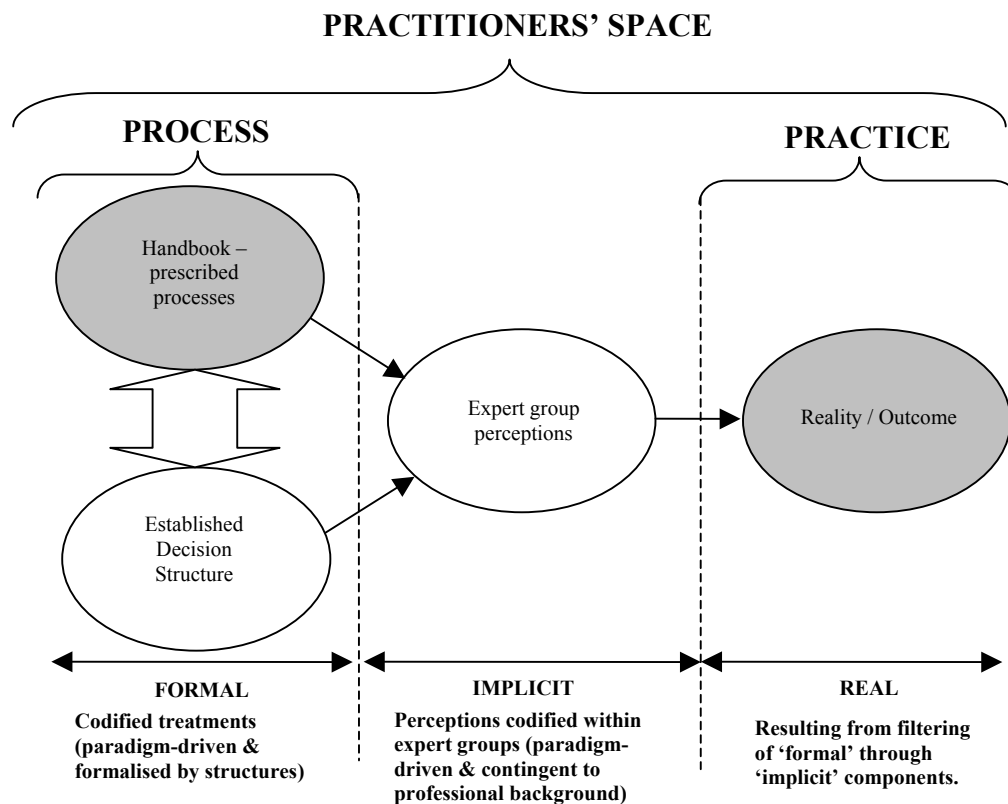 PRACTITIONERS’ SPACE
PROCESS
PRACTICE
Handbook –
prescribed
processes
Expert group
perceptions
Reality / Outcome
Established
Decision
Structure
FORMAL
Codified treatments
(paradigm-driven &
formalised by structures)
IMPLICIT
Perceptions codified within
expert groups (paradigm-
driven & contingent to
professional background)
REAL
Resulting from filtering
of ‘formal’ through
‘implicit’ components.